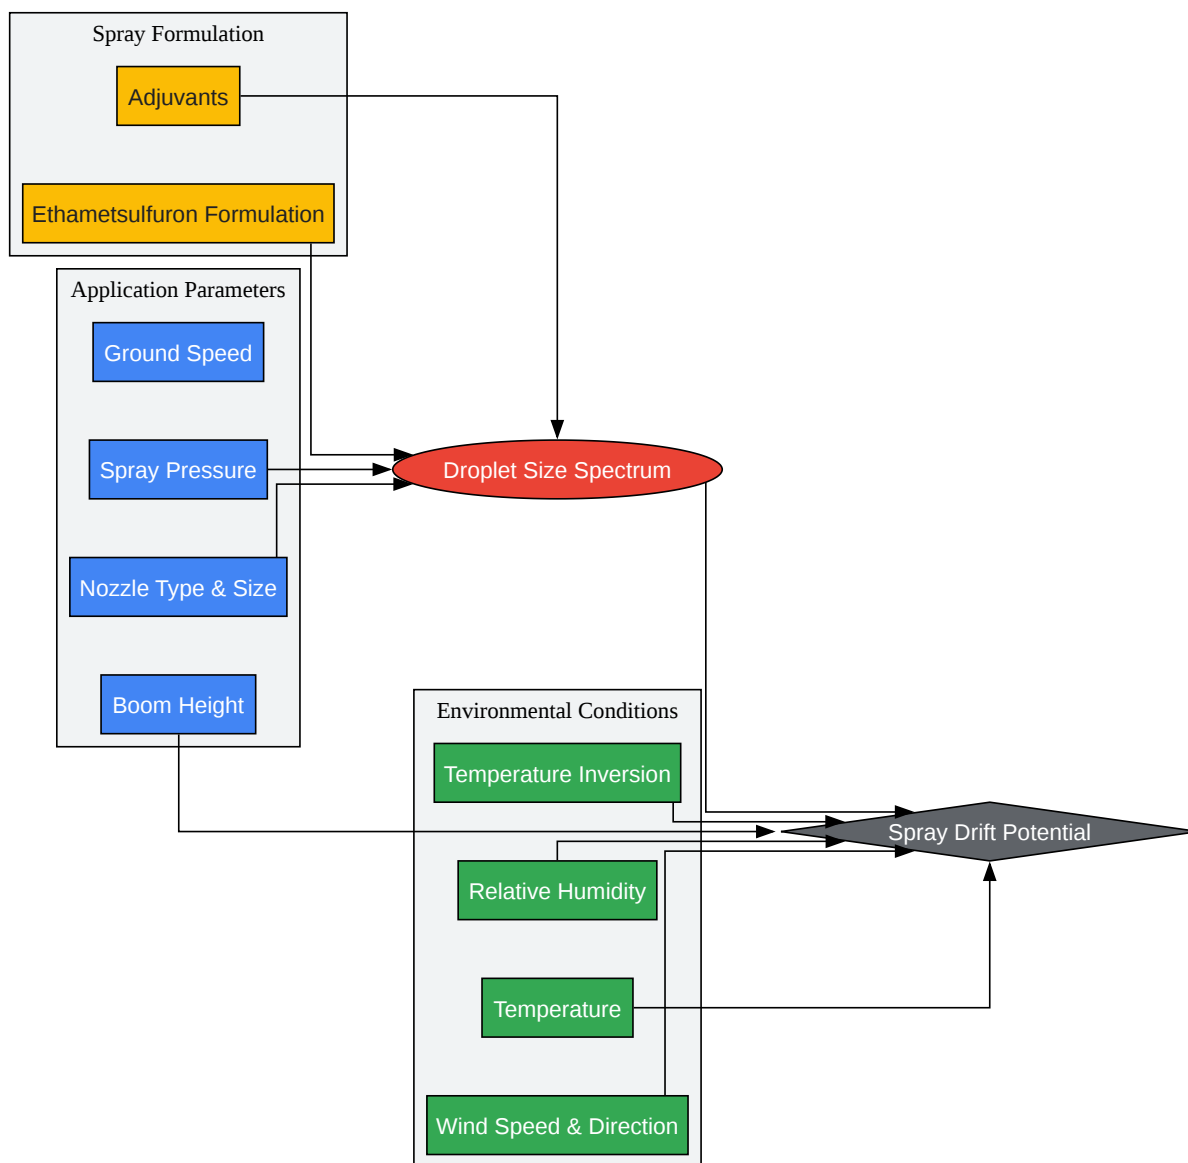 Spray Formulation
Adjuvants
Ethametsulfuron Formulation
Application Parameters
Ground Speed
Spray Pressure
Nozzle Type & Size
Boom Height
Droplet Size Spectrum
Environmental Conditions
Temperature Inversion
Relative Humidity
Temperature
Wind Speed & Direction
Spray Drift Potential